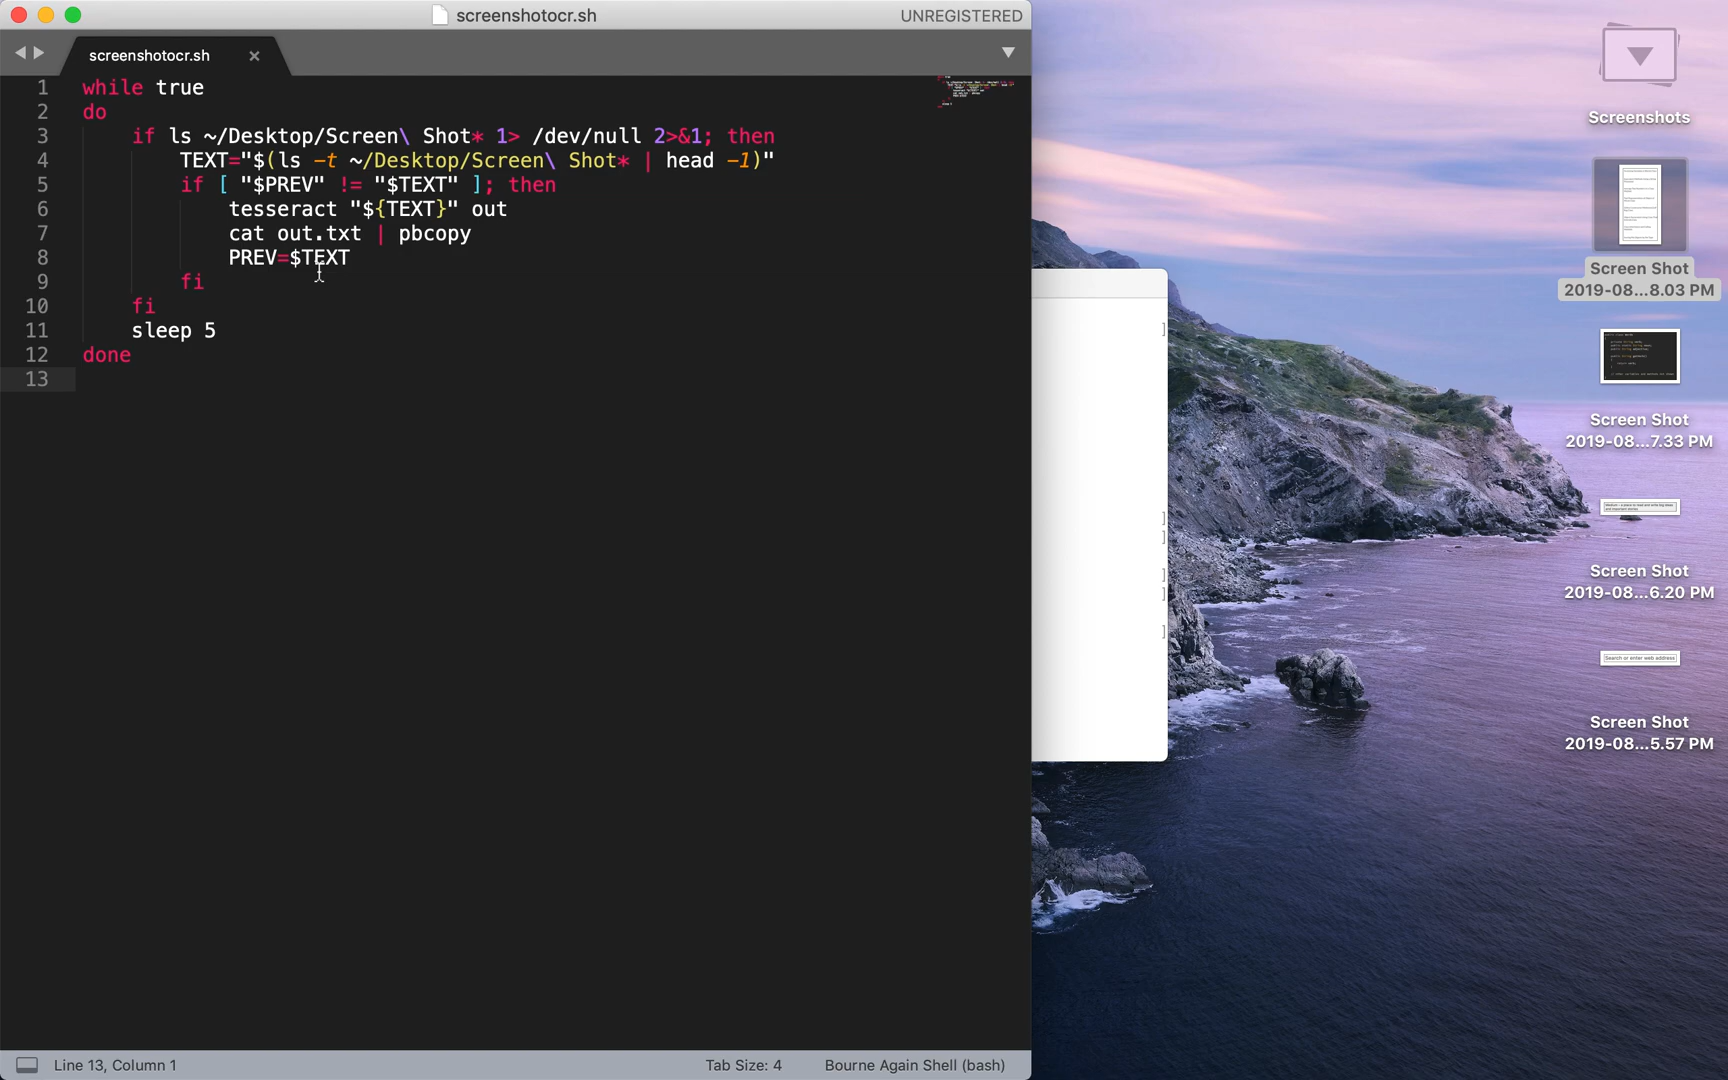 screenshotocr.sh
UNREGISTERED
screenshotocr.sh
1 while true
2 do
3 if ls ~/Desktop/Screen\ Shot* 1> /dev/null 2>&1; then
4 TEXT="$(ls -t ~/Desktop/Screen\ Shot* | head -1)"
5 if [ "$PREV" != "$TEXT" ]; then
6 tesseract "${TEXT}" out
7 cat out.txt | pbcopy
8 PREV=$TEXT
9 fi
10 fi
11 sleep 5
12 done
13
Line 13, Column 1
Tab Size: 4
Bourne Again Shell (bash)
]
]
]
]
]
]
Screenshots
Screen Shot
2019-08...8.03 PM
Screen Shot
2019-08...7.33 PM
Screen Shot
2019-08...6.20 PM
Search or enter web address
Screen Shot
2019-08...5.57 PM